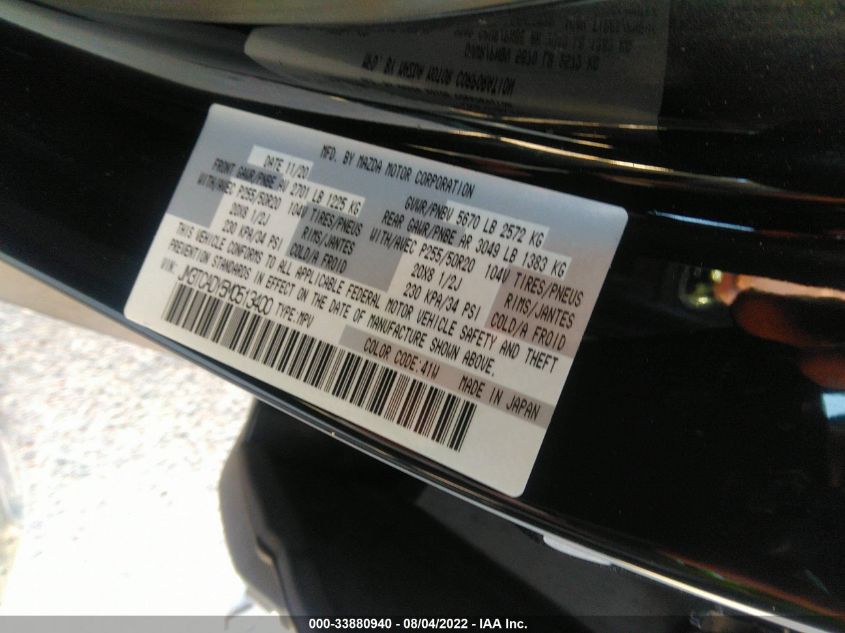 MFD. BY MAZDA MOTOR CORPORATION
DATE 11/20
GVWR/PNBV 5670 LB 2572 KG
FRONT GAWR/PNBE AV 2701 LB 1225 KG
REAR GAWR/PNBE AR 3049 LB 1383 KG
WITH/AVEC P255/50R20 104V TIRES/PNEUS
WITH/AVEC P255/50R20 104V TIRES/PNEUS
20X8 1/2J RIMS/JANTES
20X8 1/2J RIMS/JANTES
230 KPA/34 PSI COLD/A FROID
230 KPA/34 PSI COLD/A FROID
THIS VEHICLE CONFORMS TO ALL APPLICABLE FEDERAL MOTOR VEHICLE SAFETY AND THEFT
PREVENTION STANDARDS IN EFFECT ON THE DATE OF MANUFACTURE SHOWN ABOVE.
VIN: TYPE:MPV
COLOR CODE:41W
MADE IN JAPAN
000-33880940 - 08/04/2022 - IAA Inc.